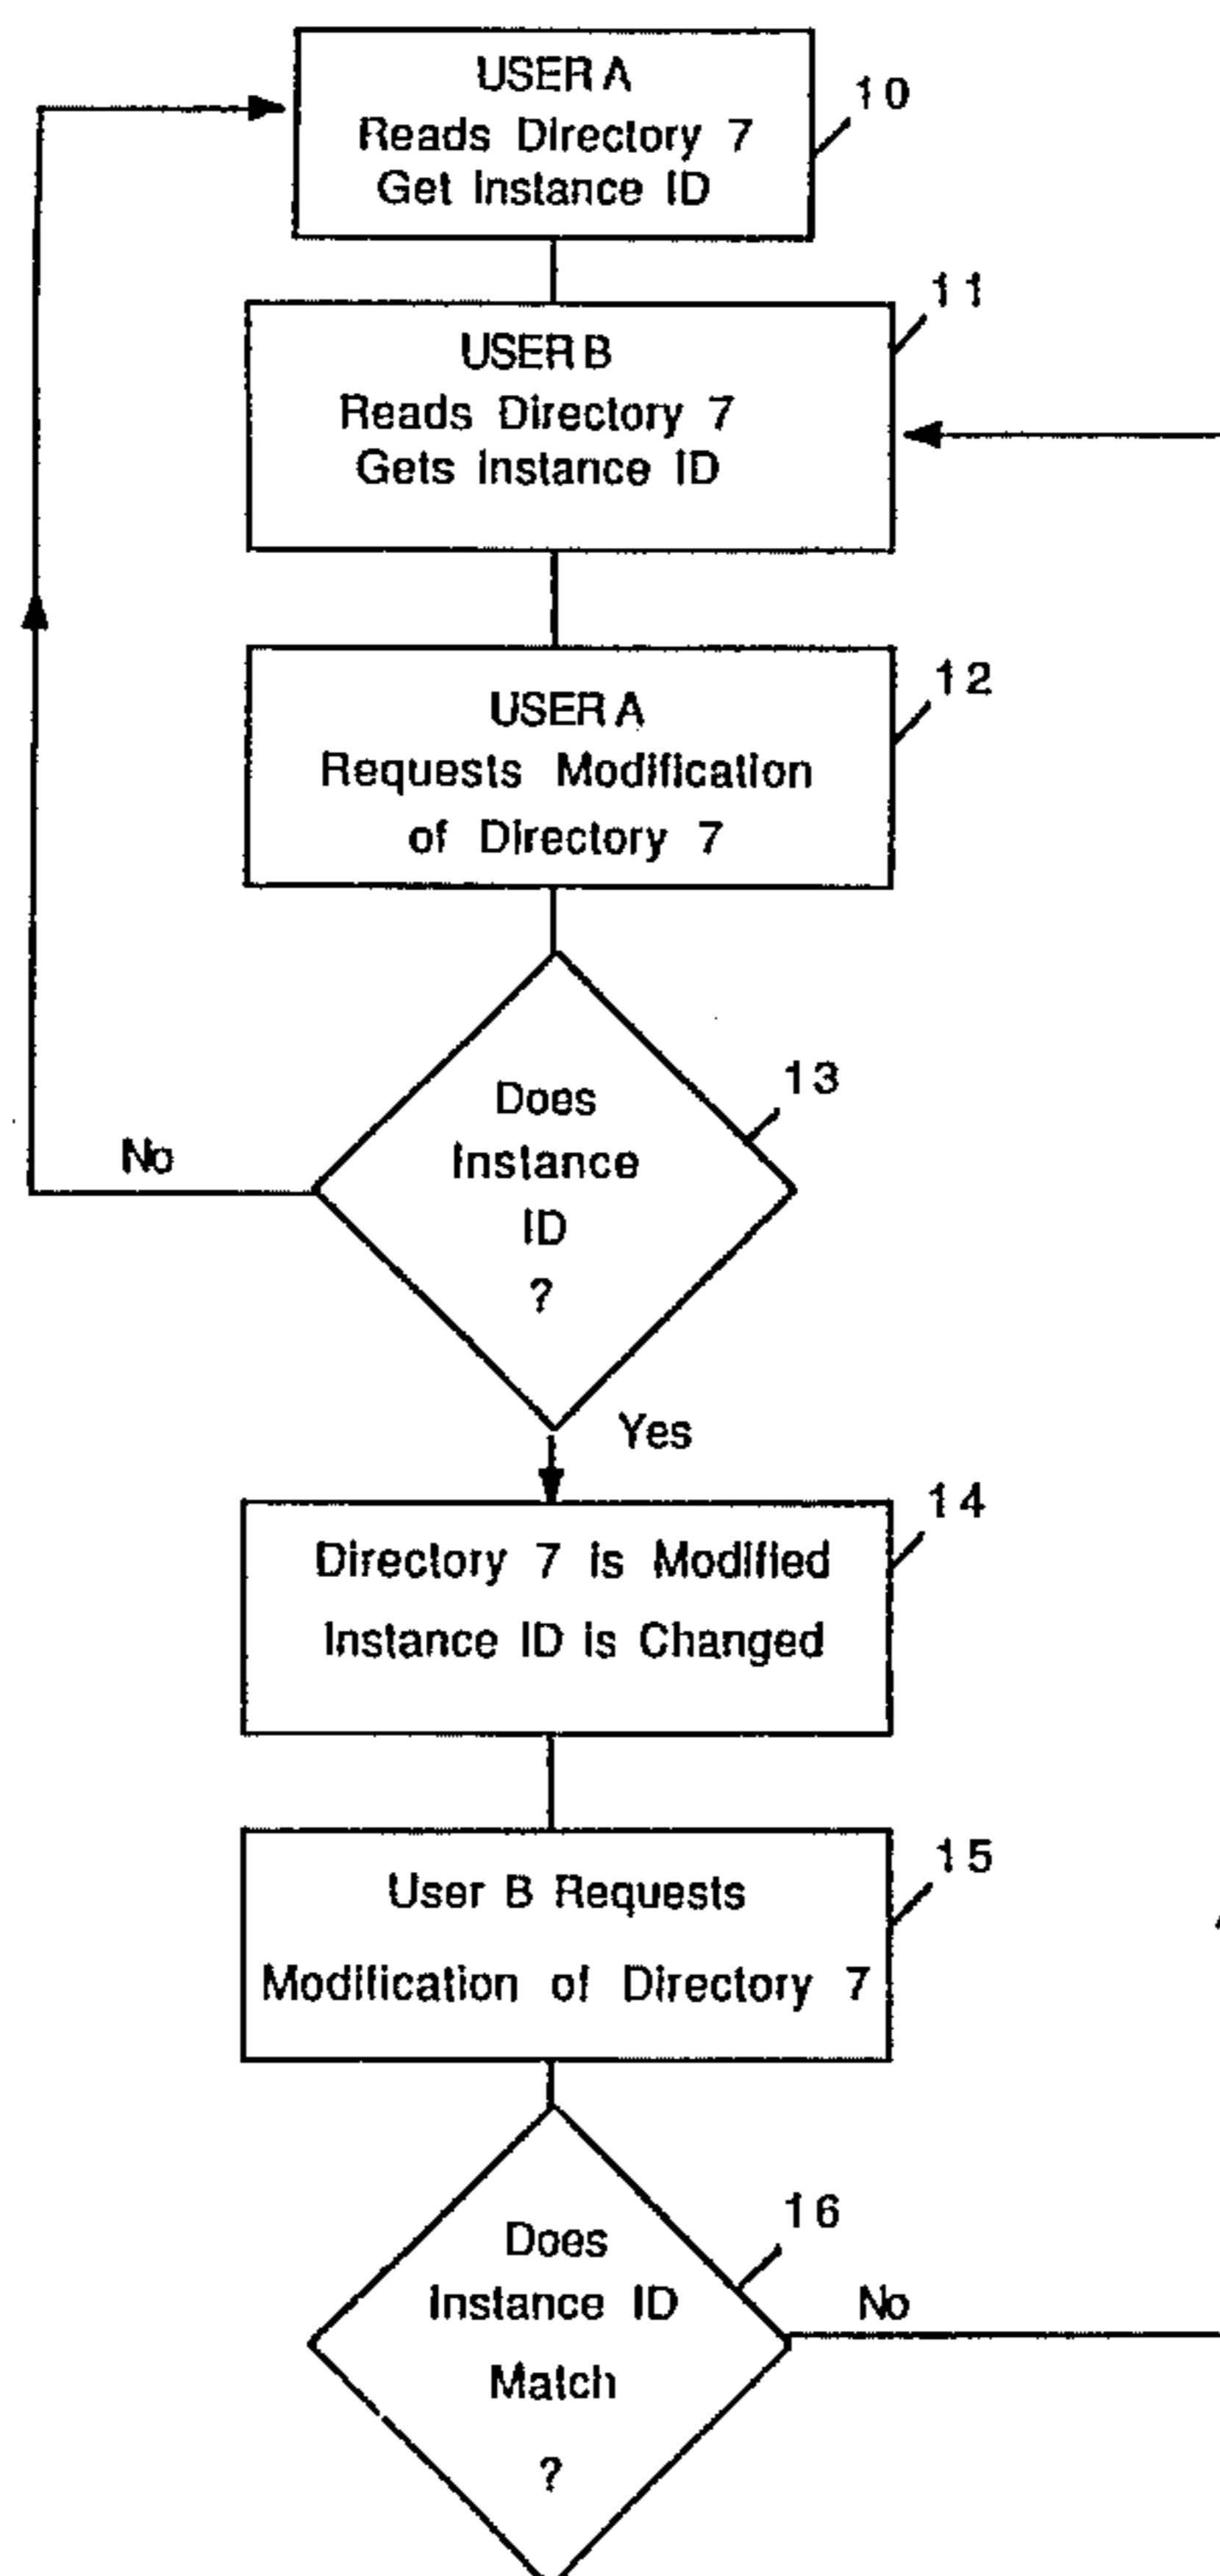 USER A
Reads Directory 7
Get Instance ID
10
USER B
Reads Directory 7
Gets Instance ID
11
USER A
Requests Modification
of Directory 7
12
Does
Instance
ID
?
13
No
Yes
Directory 7 is Modified
Instance ID is Changed
14
User B Requests
Modification of Directory 7
15
Does
Instance ID
Match
?
16
No